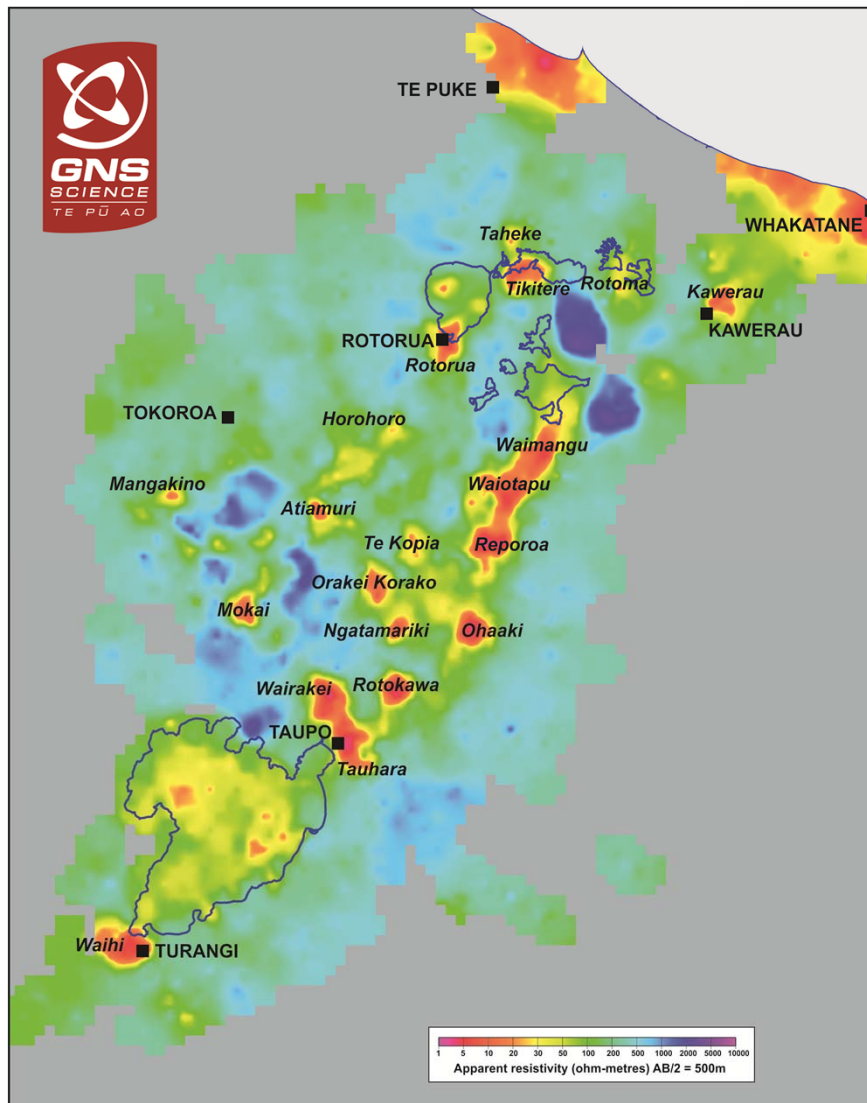 GNS
SCIENCE
TE PŪ AO
TE PUKE
WHAKATANE
Taheke
Tikitere
Rotoma
Kawerau
KAWERAU
ROTORUA
Rotorua
TOKOROA
Horohoro
Waimangu
Mangakino
Waiotapu
Atiamuri
Te Kopia
Reporoa
Orakei Korako
Mokai
Ngatamariki
Ohaaki
Wairakei
Rotokawa
TAUPO
Tauhara
Waihi
TURANGI
1 5 10 20 30 50 100 200 500 1000 2000 5000 10000
Apparent resistivity (ohm-metres) AB/2 = 500m